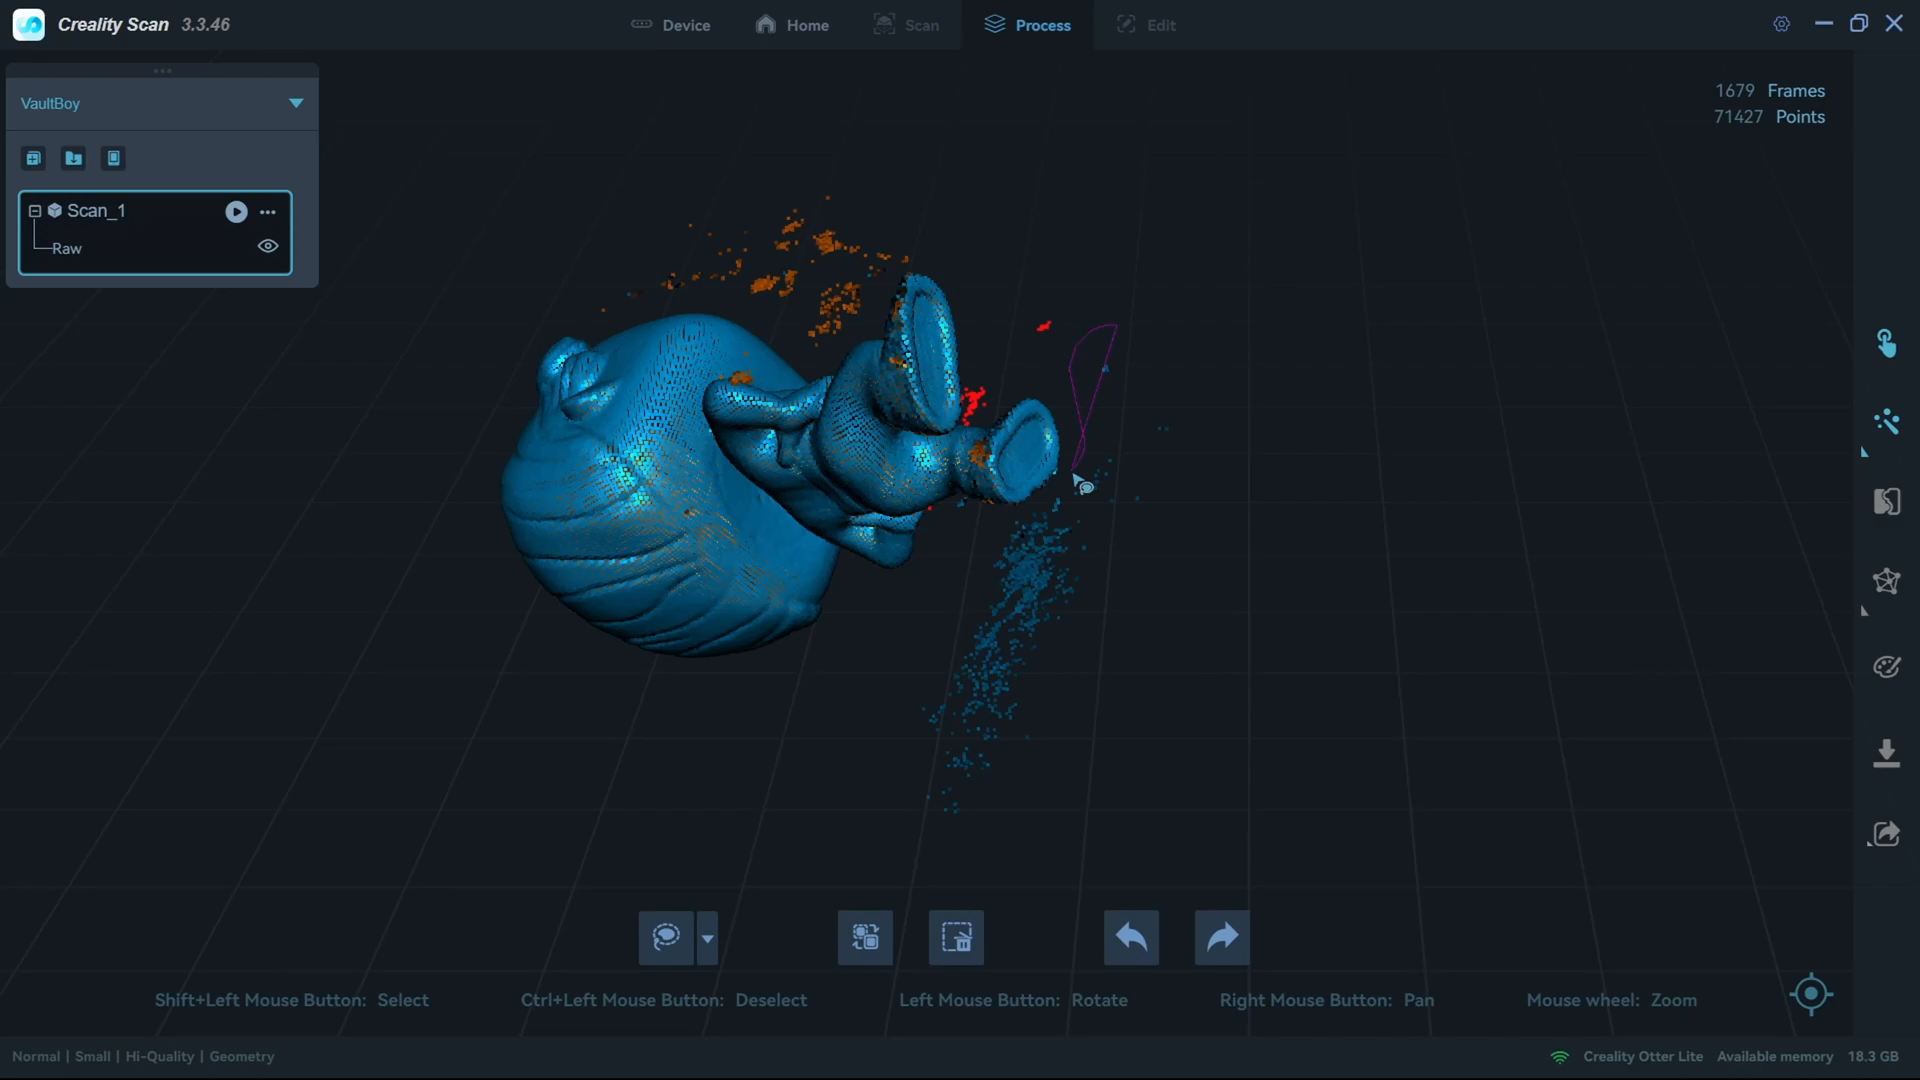 Creality Scan 3.3.46
Device
Home
Scan
Process
Edit
VaultBoy
1679 Frames
71427 Points
Scan_1
Raw
Shift+Left Mouse Button: Select
Ctrl+Left Mouse Button: Deselect
Left Mouse Button: Rotate
Right Mouse Button: Pan
Mouse wheel: Zoom
Normal | Small | Hi-Quality | Geometry
Creality Otter Lite Available memory 18.3 GB